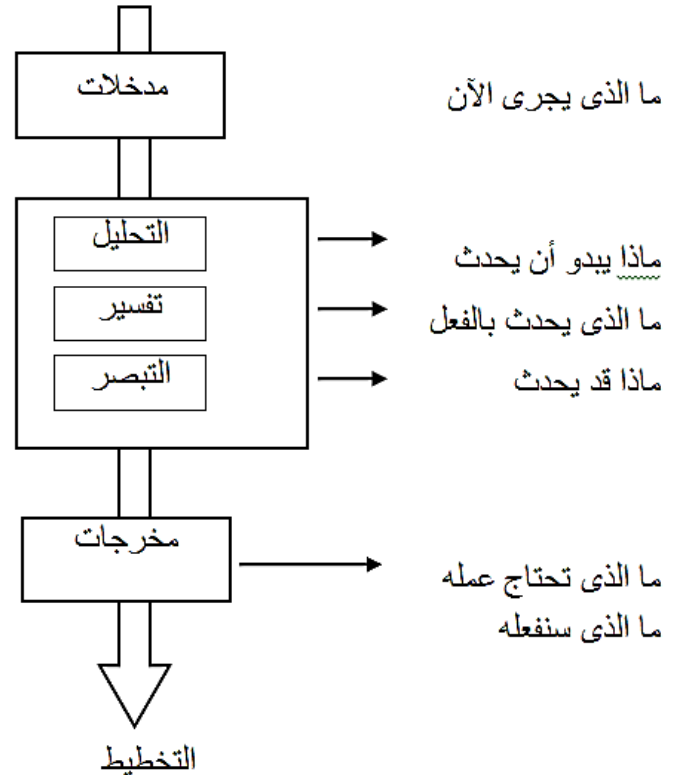 مدخلات
ما الذى يجرى الآن
التحليل
ماذا يبدو أن يحدث
تفسير
ما الذى يحدث بالفعل
التبصر
ماذا قد يحدث
مخرجات
ما الذى تحتاج عمله
ما الذى سنفعله
التخطيط